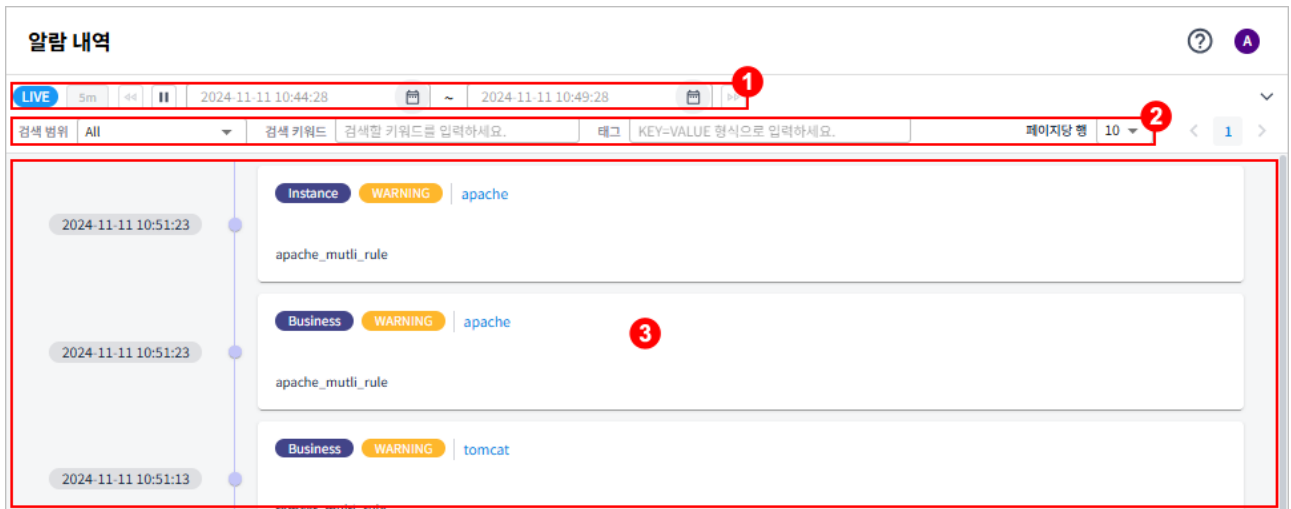 알람 내역
A
1
LIVE 5m 2024-11-11 10:44:28 ~ 2024-11-11 10:49:28
2
검색 범위 All 검색 키워드 검색할 키워드를 입력하세요. 태그 KEY=VALUE 형식으로 입력하세요. 페이지당 행 10 1
Instance WARNING apache
2024-11-11 10:51:23
apache_mutli_rule
Business WARNING apache
3
2024-11-11 10:51:23
apache_mutli_rule
Business WARNING tomcat
2024-11-11 10:51:13